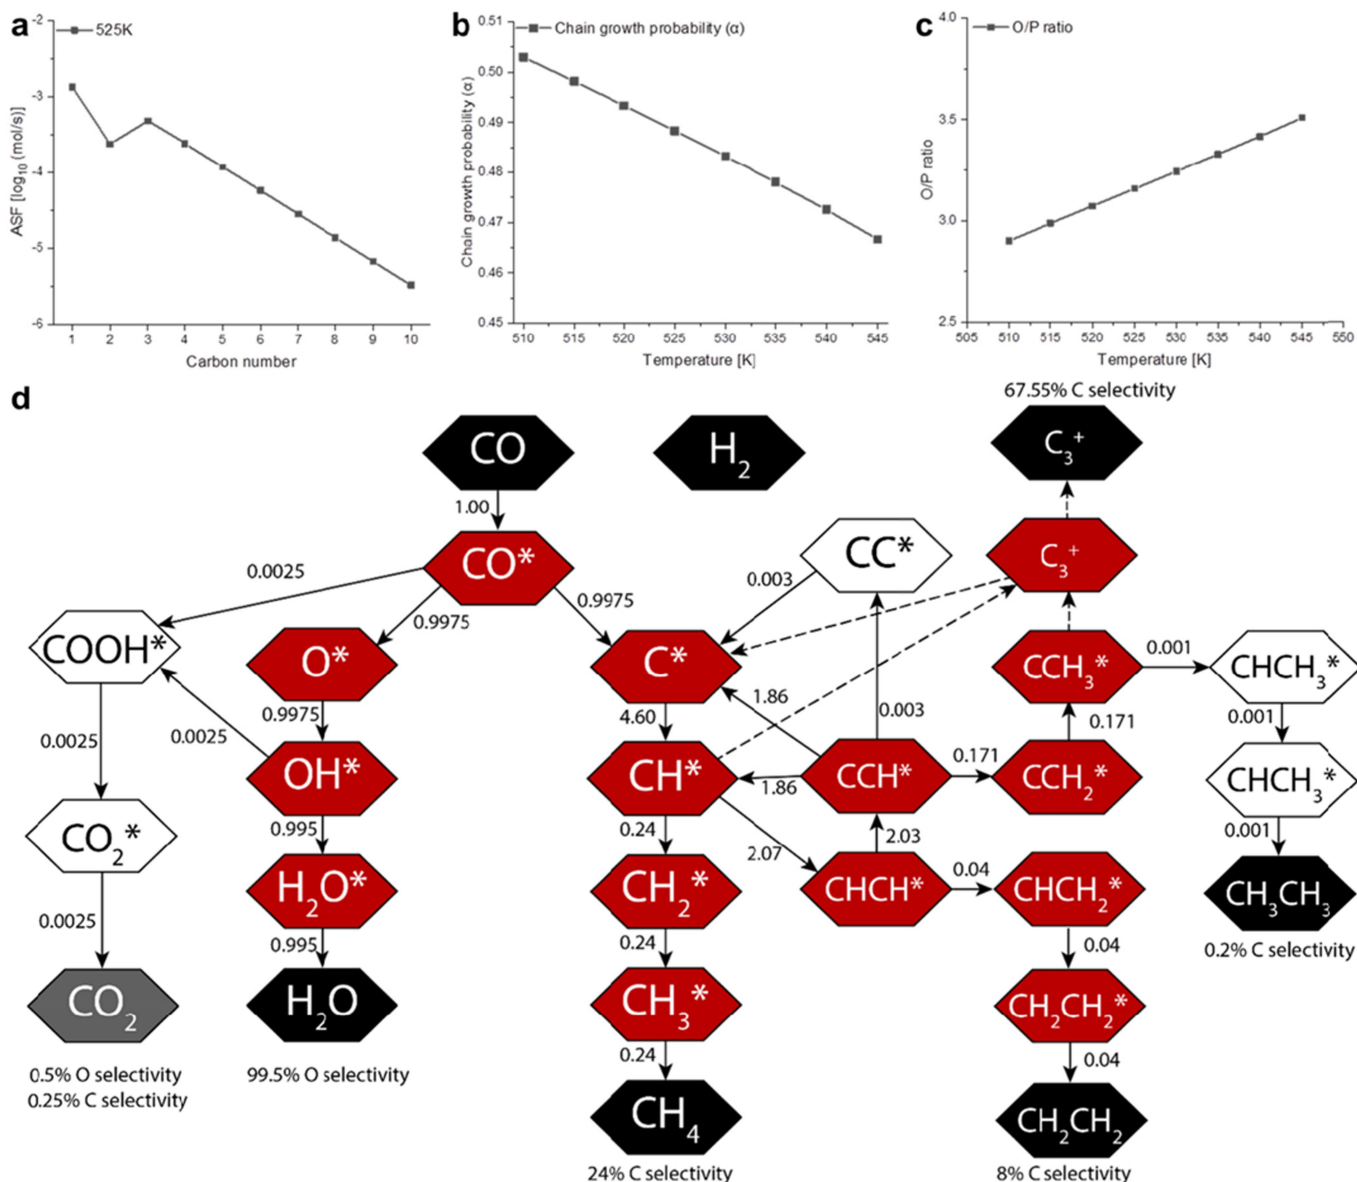 a
525K
ASF [log10 (mol/s)]
-2
-3
-4
-5
-6
1 2 3 4 5 6 7 8 9 10
Carbon number
b
Chain growth probability (α)
Chain growth probability (α)
0.51
0.50
0.49
0.48
0.47
0.46
0.45
510 515 520 525 530 535 540 545
Temperature [K]
c
O/P ratio
O/P ratio
4.0
3.5
3.0
2.5
505 510 515 520 525 530 535 540 545 550
Temperature [K]
d
67.55% C selectivity
CO
H2
C3+
1.00
CO*
CC*
C3+
0.0025
0.9975
0.9975
0.003
COOH*
O*
C*
CCH3*
0.001
CHCH3*
0.0025
0.9975
0.0025
4.60
1.86
0.003
0.171
0.001
OH*
CH*
1.86
CCH*
0.171
CCH2*
CHCH3*
CO2*
0.995
0.24
2.07
2.03
0.001
H2O*
CH2*
CHCH*
0.04
CHCH2*
CH3CH3
0.2% C selectivity
0.0025
0.995
0.24
0.04
CO2
H2O
CH3*
CH2CH2*
0.5% O selectivity
0.25% C selectivity
99.5% O selectivity
0.24
0.04
CH4
CH2CH2
24% C selectivity
8% C selectivity